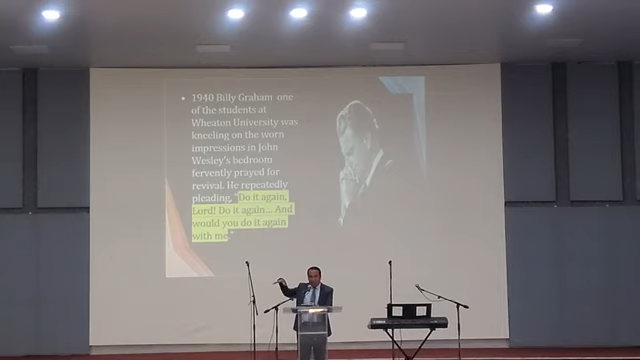 • 1940 Billy Graham one
of the students at
Wheaton University was
kneeling on the worn
impressions in John
Wesley's bedroom
fervently prayed for
revival. He repeatedly
pleading, "Do it again,
Lord! Do it again... And
would you do it again
with me."